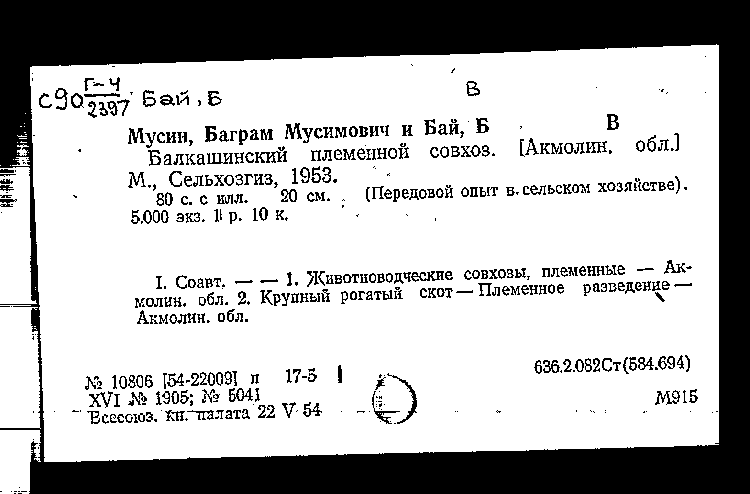 С90 Г-4
2397 Бай, Б В
Мусин, Баграм Мусимович и Бай, Б В
Балкашинский племенной совхоз. [Акмолин. обл.]
М., Сельхозгиз, 1953.
80 с. с илл. 20 см. (Передовой опыт в. сельском хозяйстве).
5.000 экз. 1 р. 10 к.
I. Соавт. — — 1. Животноводческие совхозы, племенные — Ак-
молин. обл. 2. Крупный рогатый скот — Племенное разведение —
Акмолин. обл.
№ 10806 [54-22009] п 17-5 636.2.082Ст(584.694)
XVI № 1905; № 5041 М915
Всесоюз. кн. палата 22 V 54